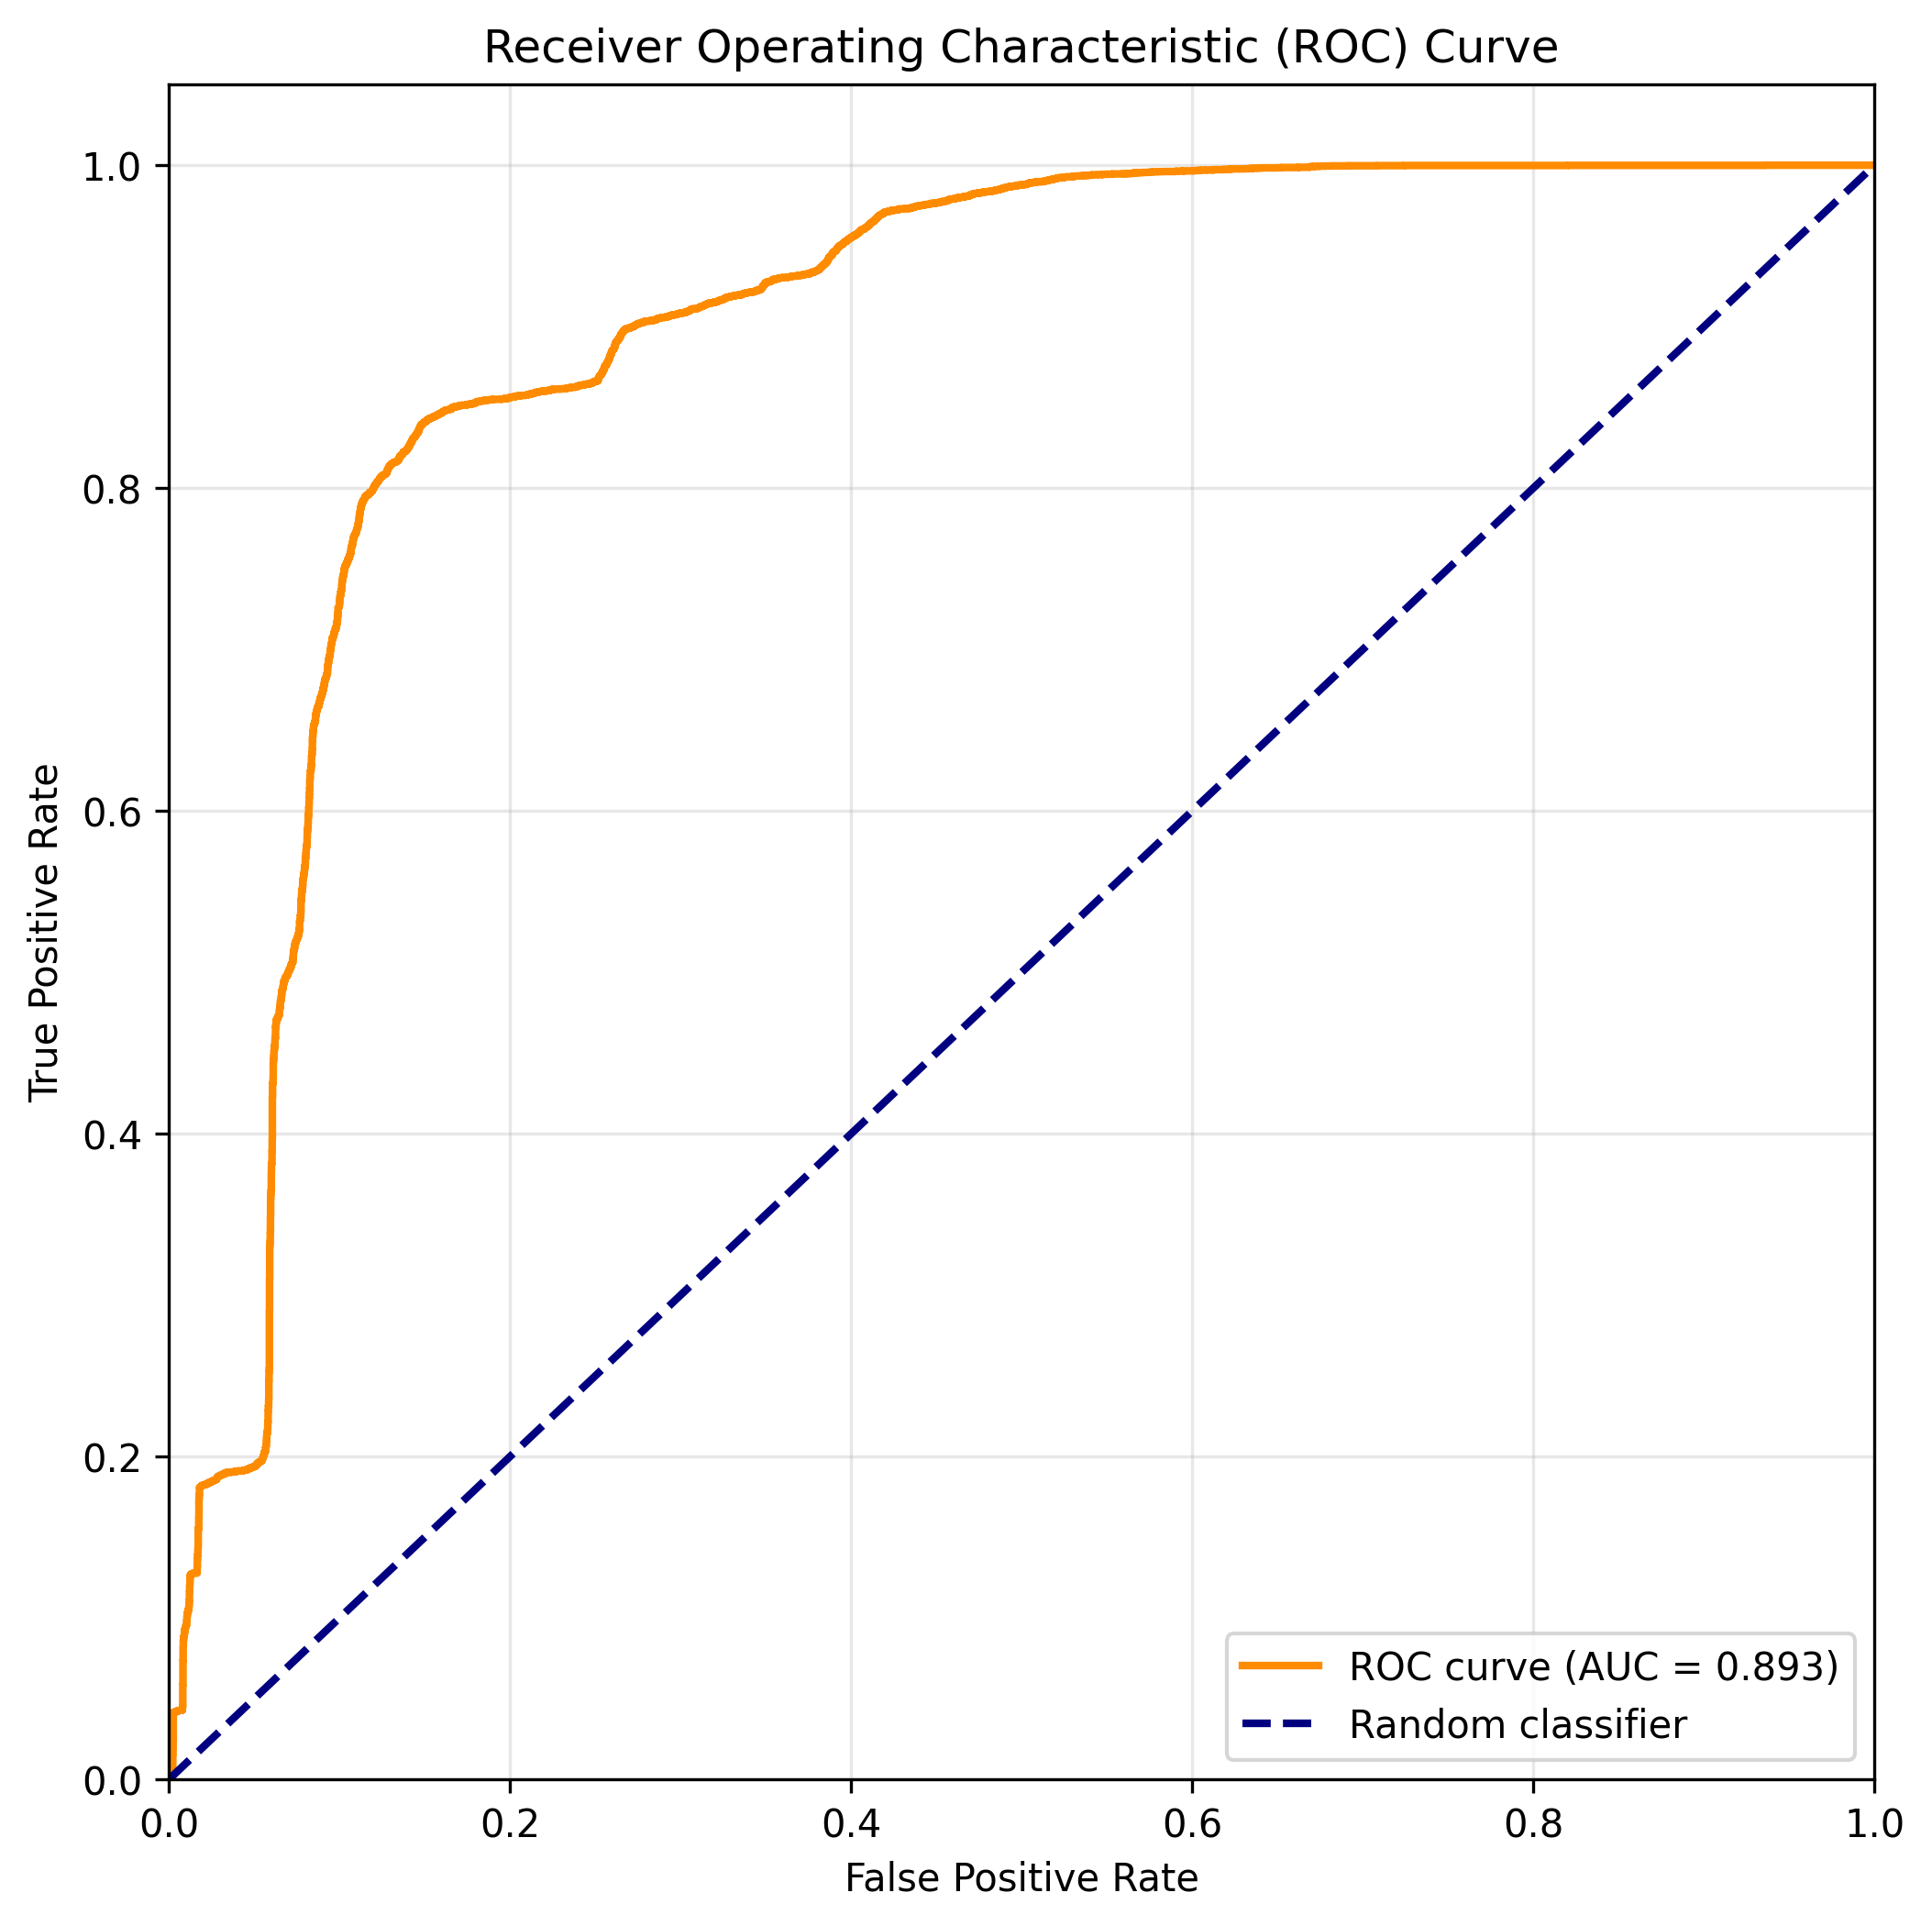 Receiver Operating Characteristic (ROC) Curve
1.0
0.8
0.6
0.4
0.2
0.0
True Positive Rate
0.0 0.2 0.4 0.6 0.8 1.0
False Positive Rate
ROC curve (AUC = 0.893)
Random classifier